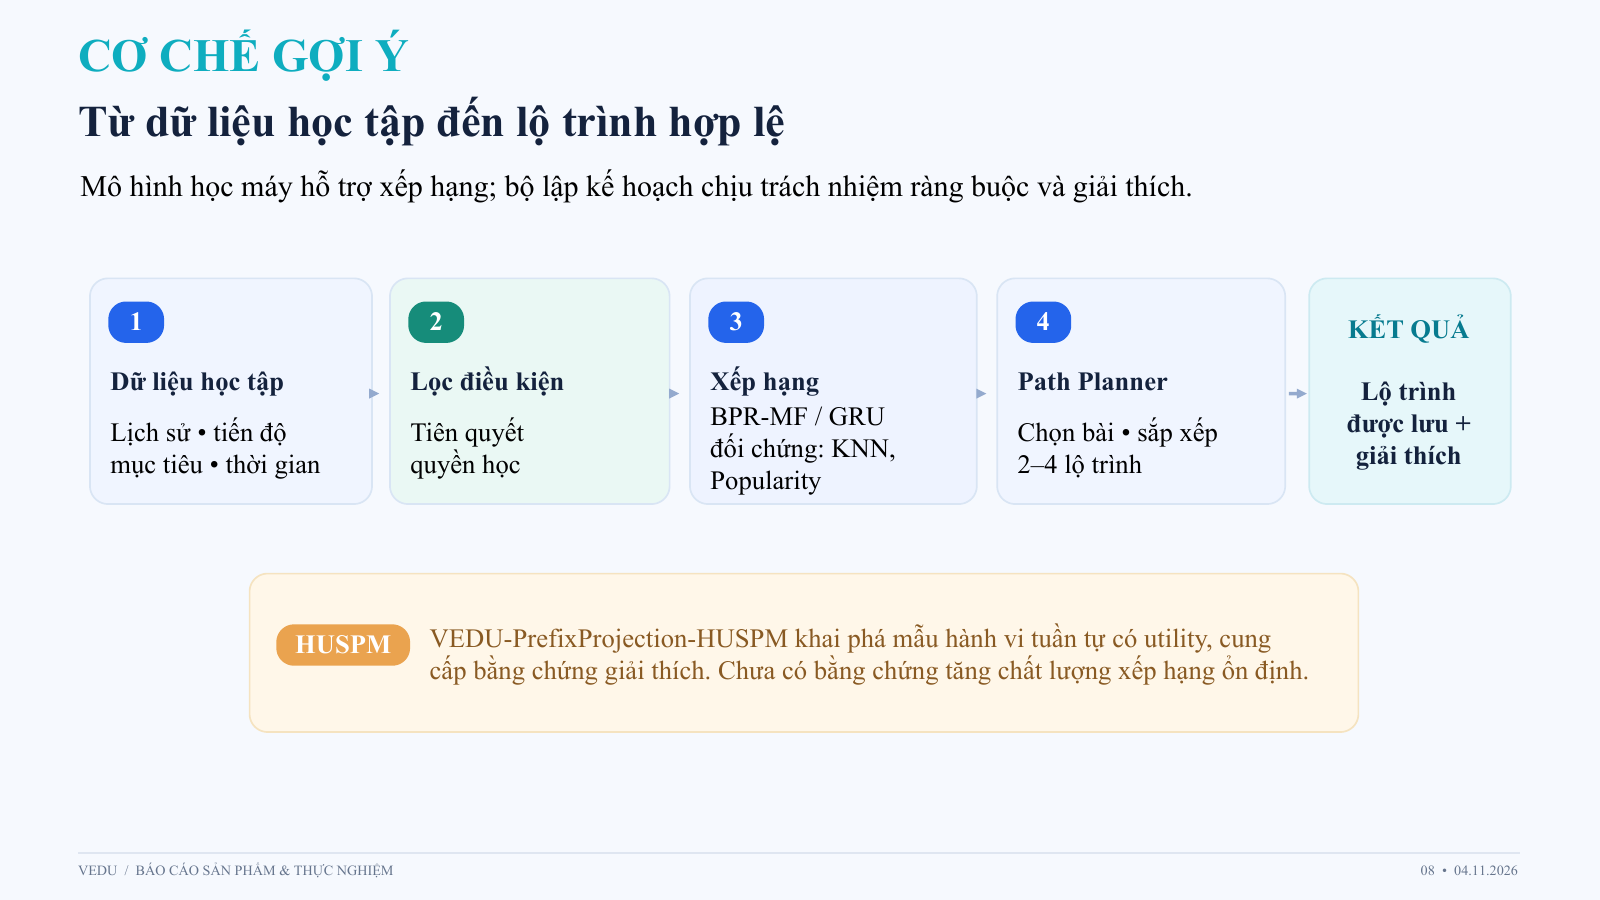 CƠ CHẾ GỢI Ý
Từ dữ liệu học tập đến lộ trình hợp lệ
Mô hình học máy hỗ trợ xếp hạng; bộ lập kế hoạch chịu trách nhiệm ràng buộc và giải thích.
1
Dữ liệu học tập
Lịch sử • tiến độ
mục tiêu • thời gian
2
Lọc điều kiện
Tiên quyết
quyền học
3
Xếp hạng
BPR-MF / GRU
đối chứng: KNN,
Popularity
4
Path Planner
Chọn bài • sắp xếp
2–4 lộ trình
KẾT QUẢ
Lộ trình
được lưu +
giải thích
HUSPM
VEDU-PrefixProjection-HUSPM khai phá mẫu hành vi tuần tự có utility, cung
cấp bằng chứng giải thích. Chưa có bằng chứng tăng chất lượng xếp hạng ổn định.
VEDU / BÁO CÁO SẢN PHẨM & THỰC NGHIỆM
08 • 04.11.2026